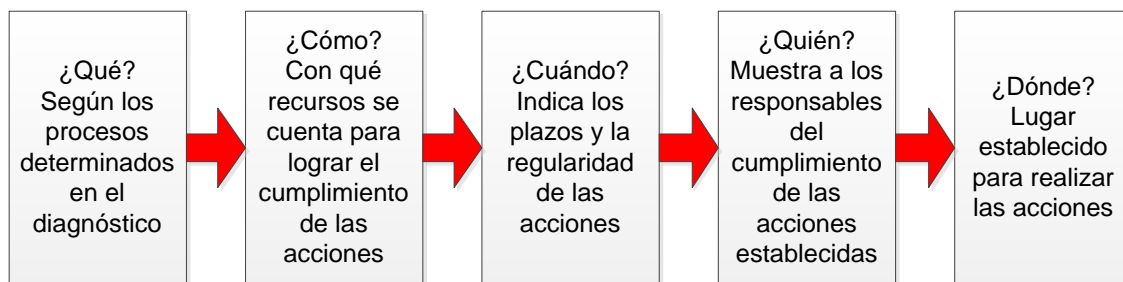 ¿Qué?
Según los
procesos
determinados
en el
diagnóstico
¿Cómo?
Con qué
recursos se
cuenta para
lograr el
cumplimiento
de las
acciones
¿Cuándo?
Indica los
plazos y la
regularidad
de las
acciones
¿Quién?
Muestra a los
responsables
del
cumplimiento
de las
acciones
establecidas
¿Dónde?
Lugar
establecido
para realizar
las acciones